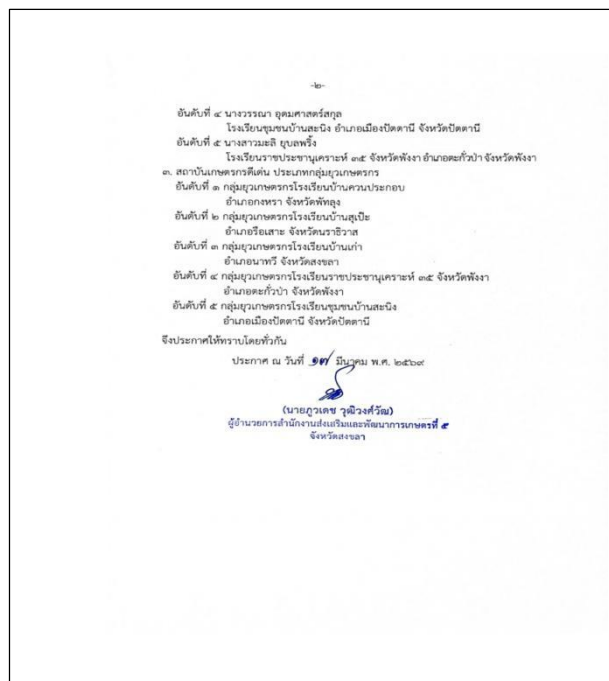 -๒-
อันดับที่ ๔ นางวรรณา อุดมศาสตร์สกุล
โรงเรียนชุมชนบ้านสะนิง อำเภอเมืองปัตตานี จังหวัดปัตตานี
อันดับที่ ๕ นางสาวมะลิ ยุบลพริ้ง
โรงเรียนราชประชานุเคราะห์ ๓๕ จังหวัดพังงา อำเภอตะกั่วป่า จังหวัดพังงา
๓. สถาบันเกษตรกรดีเด่น ประเภทกลุ่มยุวเกษตรกร
อันดับที่ ๑ กลุ่มยุวเกษตรกรโรงเรียนบ้านควนประกอบ
อำเภอกงหรา จังหวัดพัทลุง
อันดับที่ ๒ กลุ่มยุวเกษตรกรโรงเรียนบ้านสุเป๊ะ
อำเภอรือเสาะ จังหวัดนราธิวาส
อันดับที่ ๓ กลุ่มยุวเกษตรกรโรงเรียนบ้านเก่า
อำเภอนาทวี จังหวัดสงขลา
อันดับที่ ๔ กลุ่มยุวเกษตรกรโรงเรียนราชประชานุเคราะห์ ๓๕ จังหวัดพังงา
อำเภอตะกั่วป่า จังหวัดพังงา
อันดับที่ ๕ กลุ่มยุวเกษตรกรโรงเรียนชุมชนบ้านสะนิง
อำเภอเมืองปัตตานี จังหวัดปัตตานี
จึงประกาศให้ทราบโดยทั่วกัน
ประกาศ ณ วันที่ ๑๗ มีนาคม พ.ศ. ๒๕๖๙
(นายภูวเดช วุฒิวงศ์วัฒ)
ผู้อำนวยการสำนักงานส่งเสริมและพัฒนาการเกษตรที่ ๕
จังหวัดสงขลา